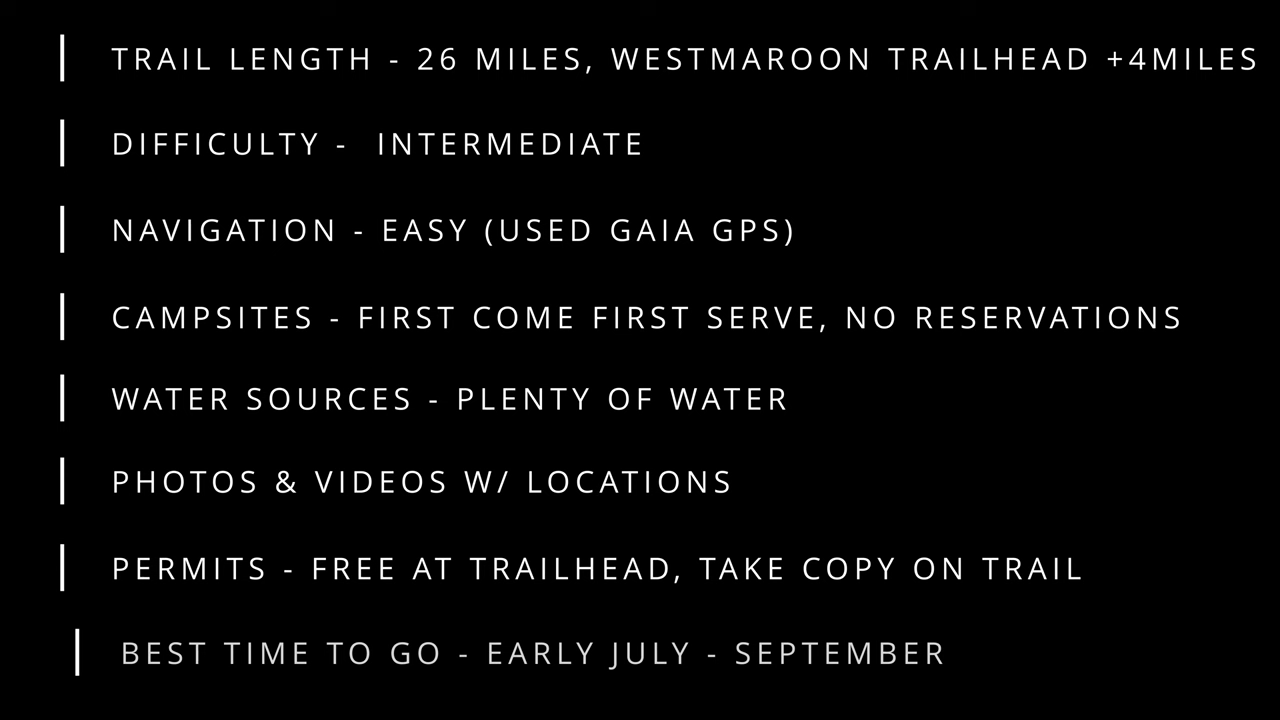 TRAIL LENGTH - 26 MILES, WESTMAROON TRAILHEAD +4MILES
DIFFICULTY - INTERMEDIATE
NAVIGATION - EASY (USED GAIA GPS)
CAMPSITES - FIRST COME FIRST SERVE, NO RESERVATIONS
WATER SOURCES - PLENTY OF WATER
PHOTOS & VIDEOS W/ LOCATIONS
PERMITS - FREE AT TRAILHEAD, TAKE COPY ON TRAIL
BEST TIME TO GO - EARLY JULY - SEPTEMBER